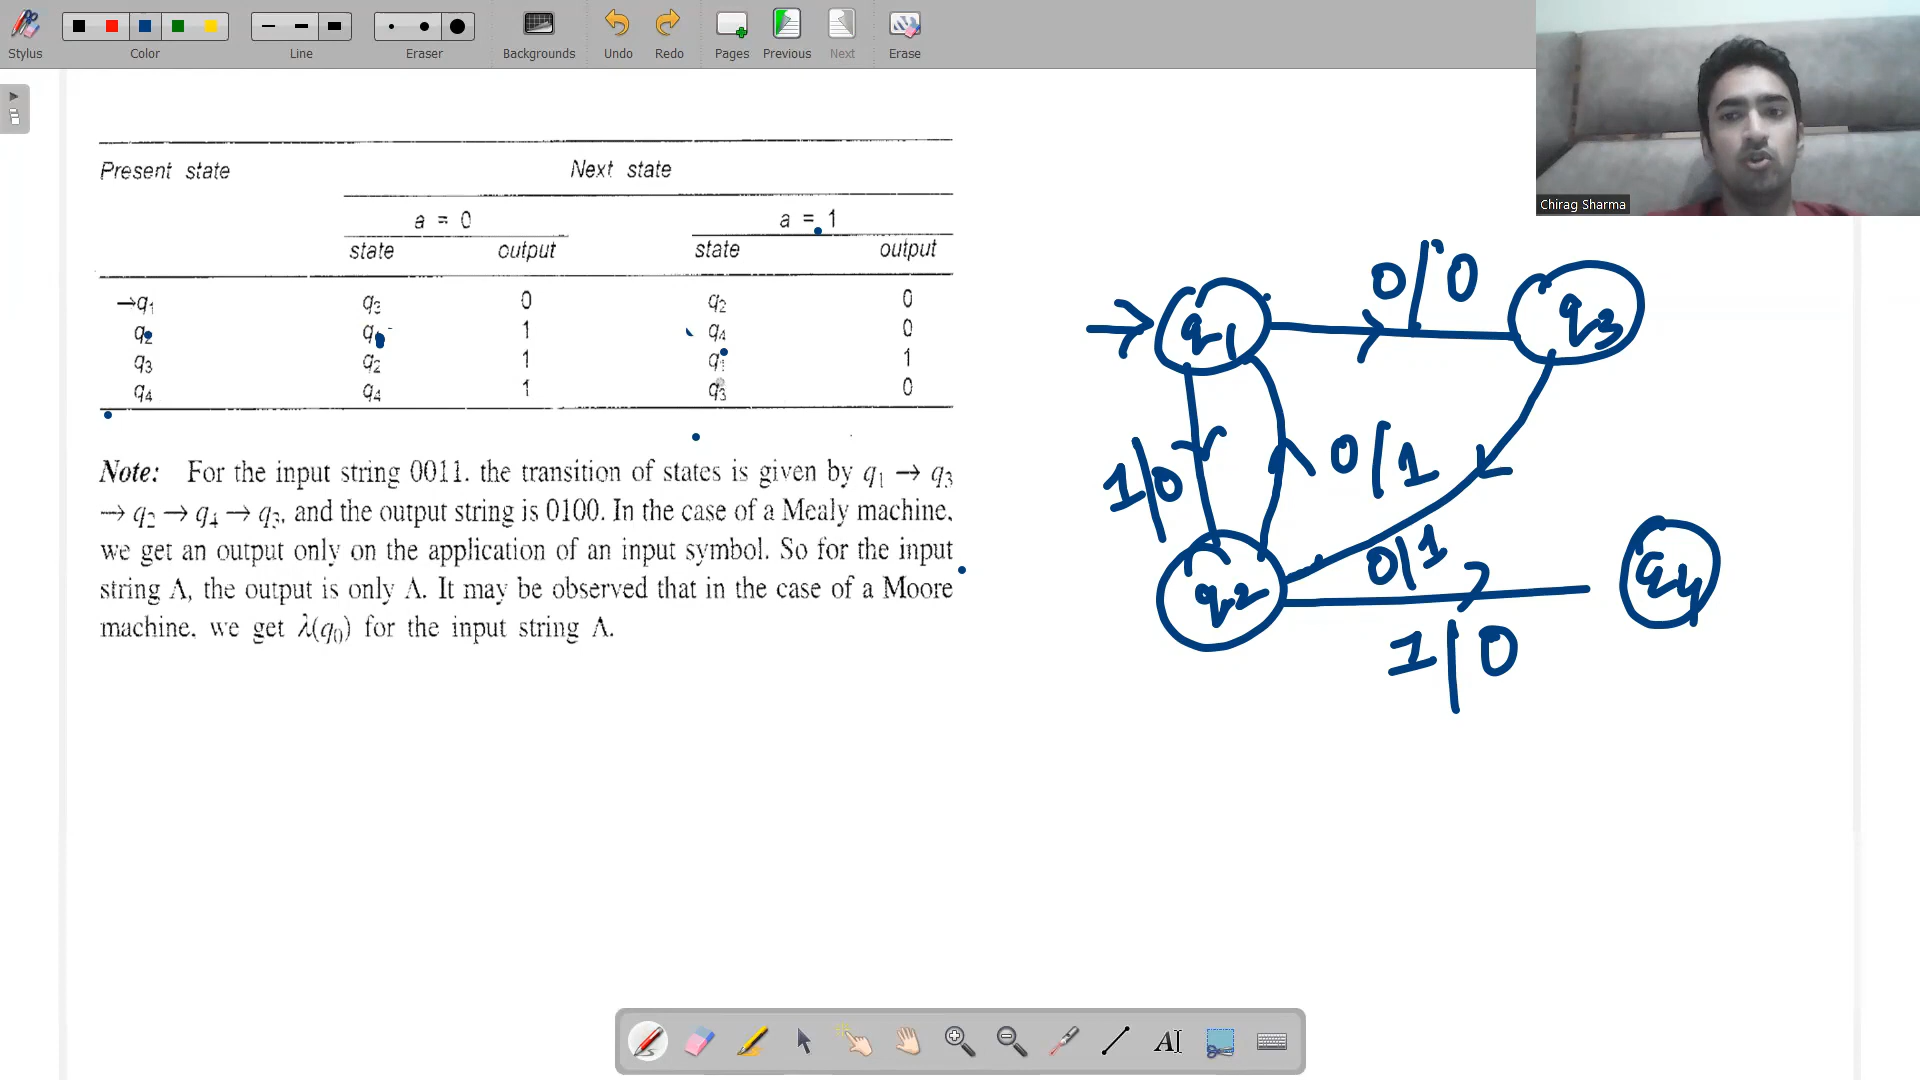 Stylus Color Line Eraser Backgrounds Undo Redo Pages Previous Next Erase
Chirag Sharma
Present state Next state
a = 0 a = 1
state output state output
→q1 q3 0 q2 0
q2 q1 1 q4 0
q3 q2 1 q1 1
q4 q4 1 q3 0
Note: For the input string 0011. the transition of states is given by q1 → q3
→ q2 → q4 → q3, and the output string is 0100. In the case of a Mealy machine,
we get an output only on the application of an input symbol. So for the input
string Λ, the output is only Λ. It may be observed that in the case of a Moore
machine. we get λ(q0) for the input string Λ.
0/0
q1 q3
1/0 0/1
0/1
q2 q4
1/0